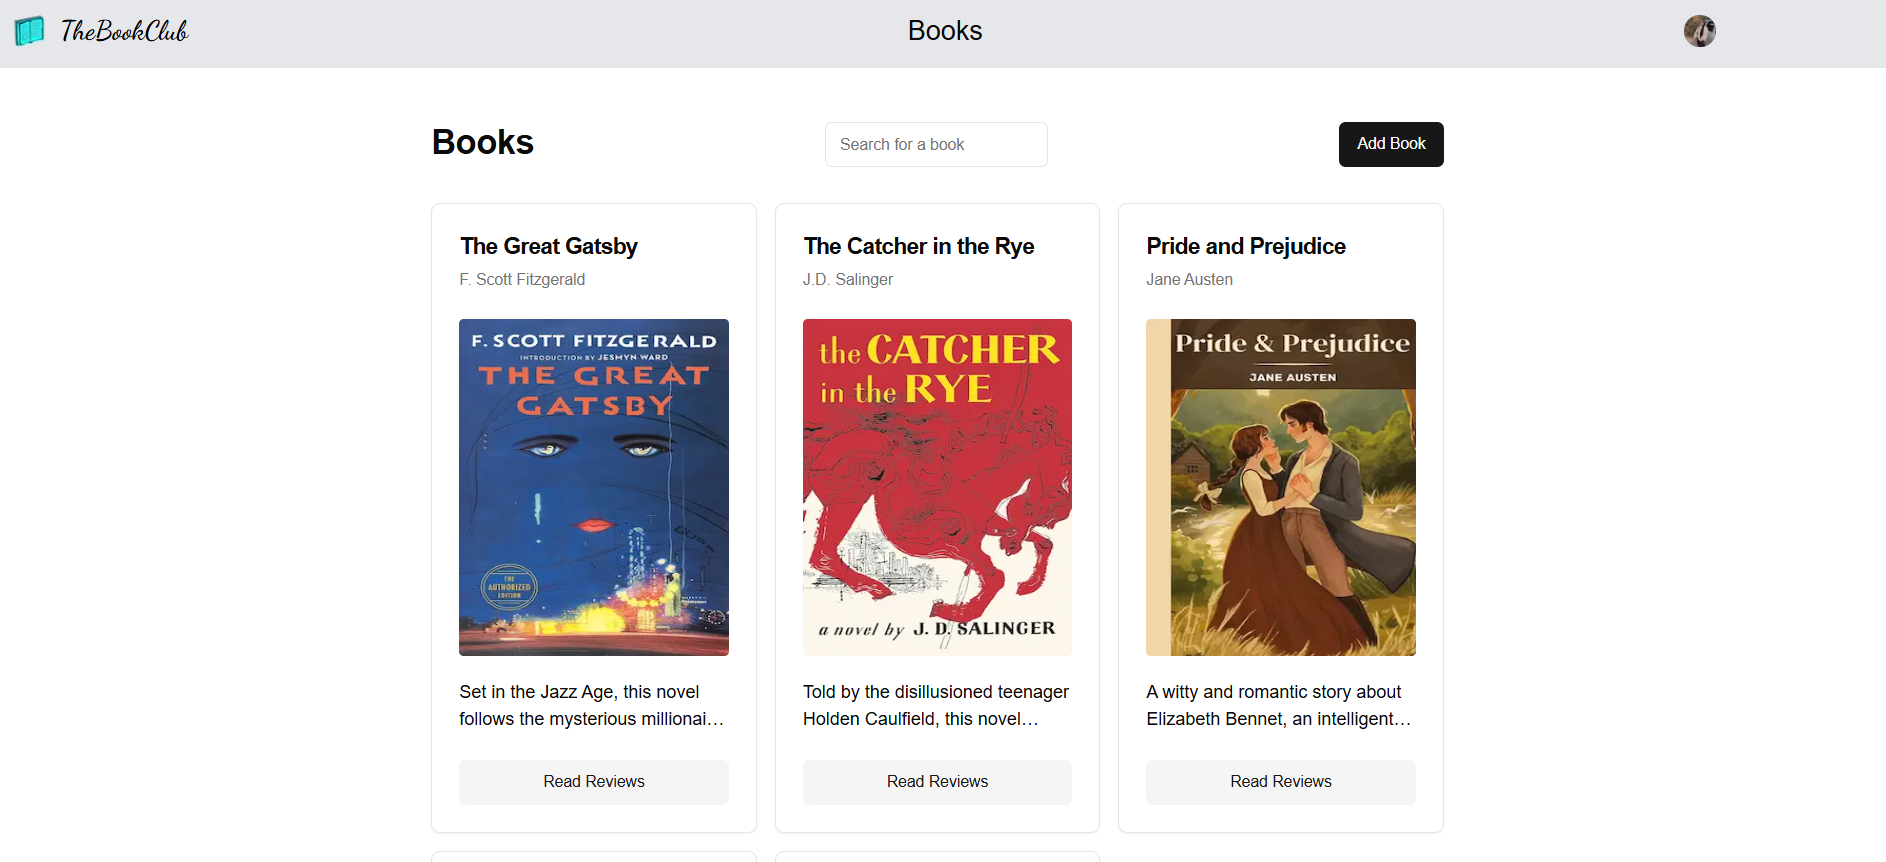 TheBookClub
Books
Books
Search for a book
Add Book
The Great Gatsby
F. Scott Fitzgerald
F. SCOTT FITZGERALD
INTRODUCTION BY JESMYN WARD
THE GREAT
GATSBY
THE
AUTHORIZED
EDITION
Set in the Jazz Age, this novel
follows the mysterious millionai…
Read Reviews
The Catcher in the Rye
J.D. Salinger
the CATCHER
in the RYE
a novel by J. D. SALINGER
Told by the disillusioned teenager
Holden Caulfield, this novel…
Read Reviews
Pride and Prejudice
Jane Austen
Pride & Prejudice
JANE AUSTEN
A witty and romantic story about
Elizabeth Bennet, an intelligent…
Read Reviews